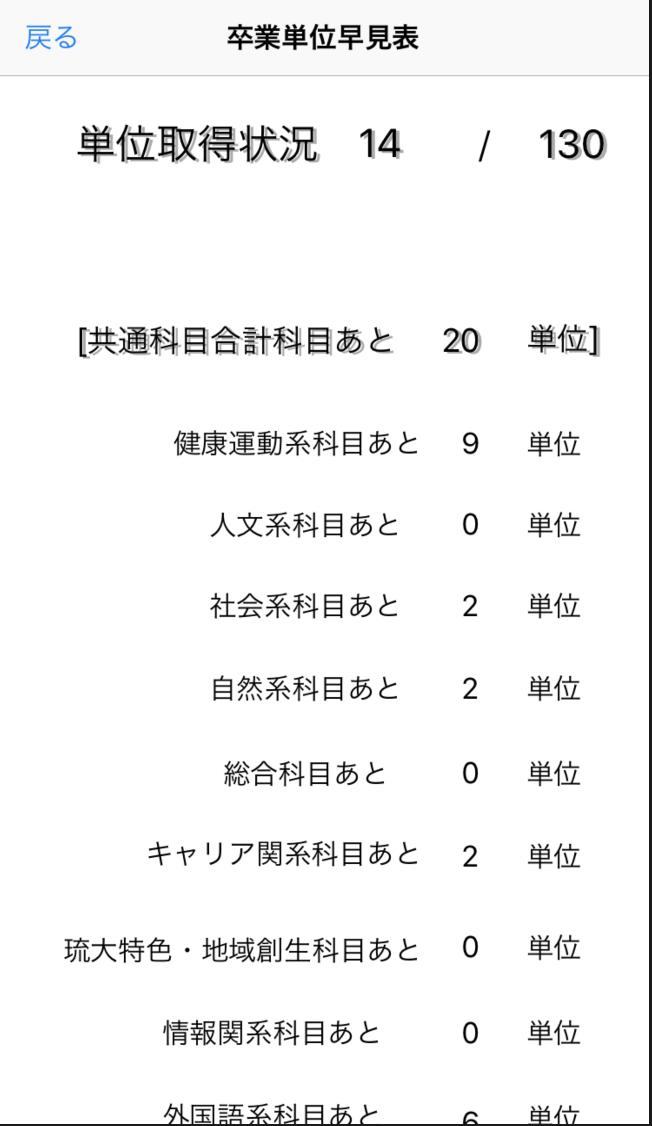 戻る 卒業単位早見表
単位取得状況 14 / 130
[共通科目合計科目あと 20 単位]
健康運動系科目あと 9 単位
人文系科目あと 0 単位
社会系科目あと 2 単位
自然系科目あと 2 単位
総合科目あと 0 単位
キャリア関系科目あと 2 単位
琉大特色・地域創生科目あと 0 単位
情報関系科目あと 0 単位
外国語系科目あと 6 単位